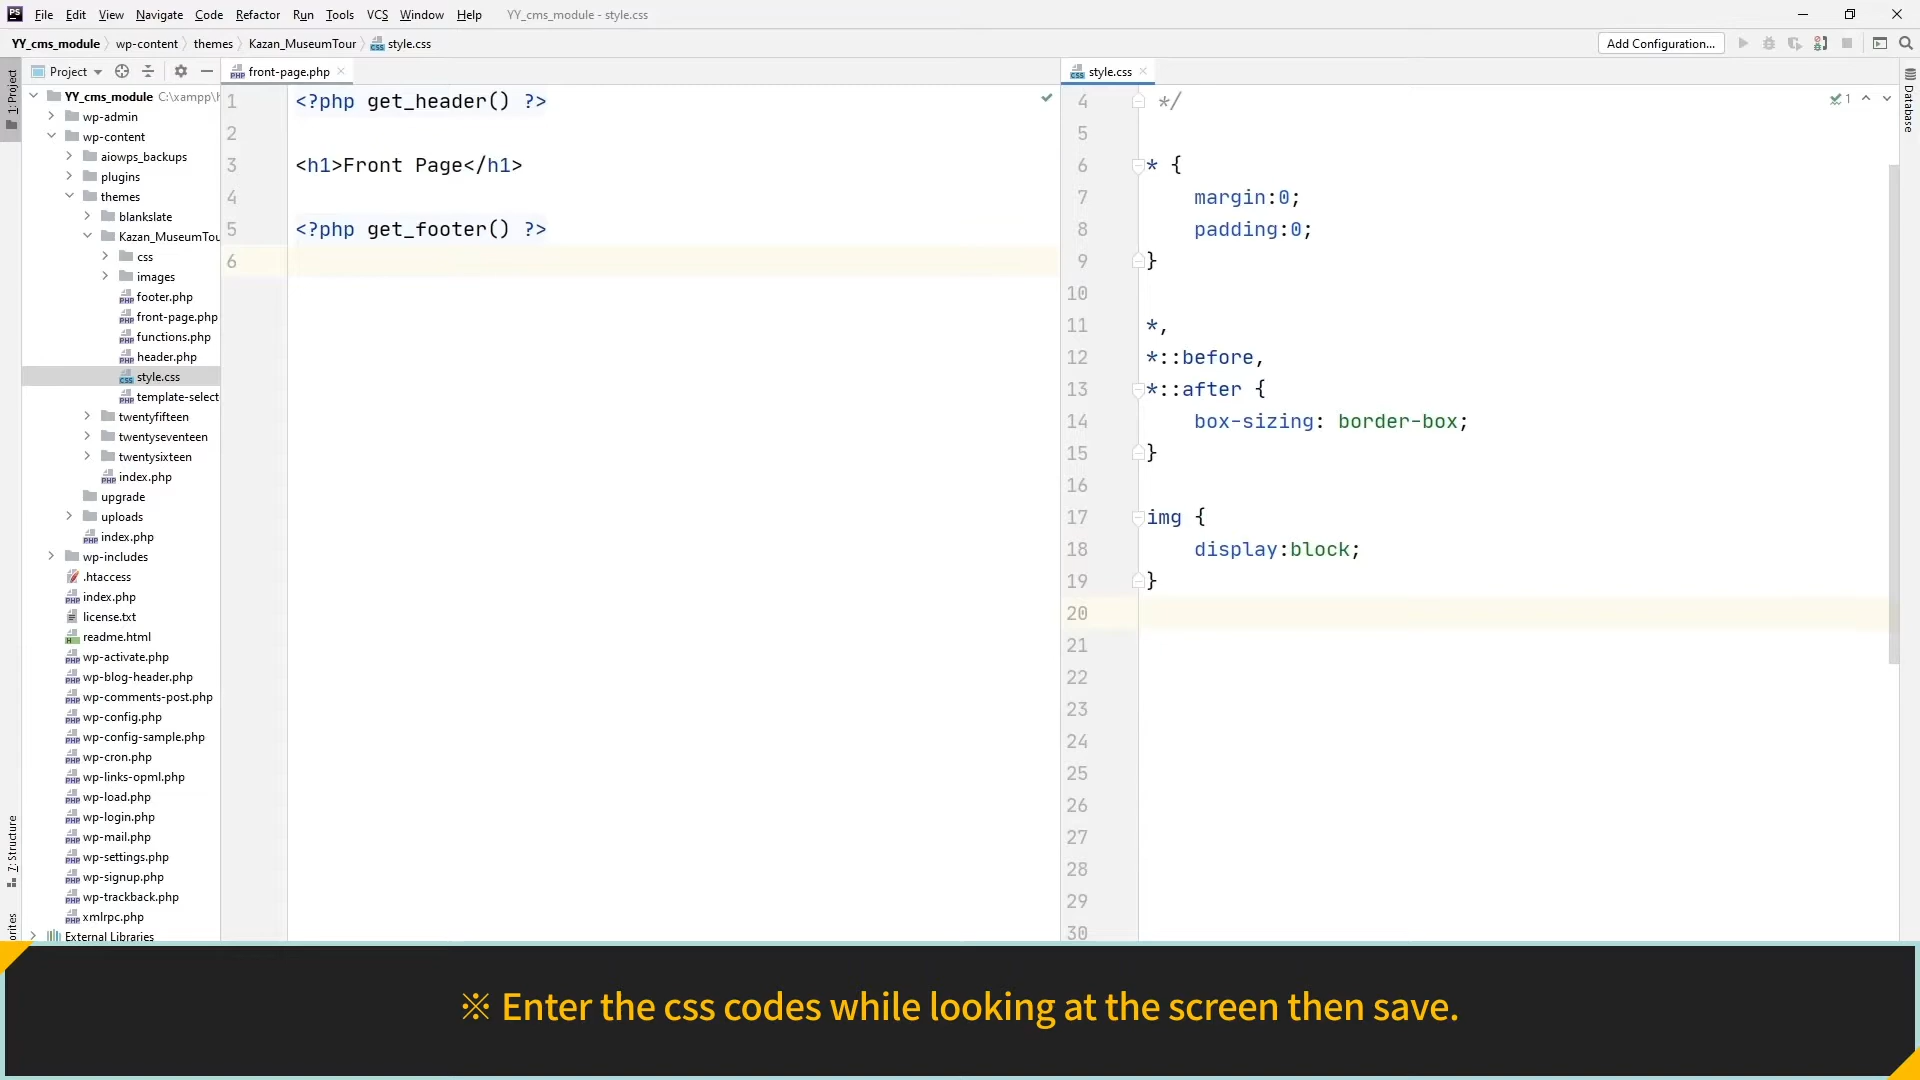 File Edit View Navigate Code Refactor Run Tools VCS Window Help YY_cms_module - style.css
YY_cms_module wp-content themes Kazan_MuseumTour style.css
Add Configuration...
1: Project
7: Structure
orites
Database
Project
YY_cms_module C:\xampp\h
wp-admin
wp-content
aiowps_backups
plugins
themes
blankslate
Kazan_MuseumTou
css
images
footer.php
front-page.php
functions.php
header.php
style.css
template-select
twentyfifteen
twentyseventeen
twentysixteen
index.php
upgrade
uploads
index.php
wp-includes
.htaccess
index.php
license.txt
readme.html
wp-activate.php
wp-blog-header.php
wp-comments-post.php
wp-config.php
wp-config-sample.php
wp-cron.php
wp-links-opml.php
wp-load.php
wp-login.php
wp-mail.php
wp-settings.php
wp-signup.php
wp-trackback.php
xmlrpc.php
External Libraries
front-page.php
1 <?php get_header() ?>
2
3 <h1>Front Page</h1>
4
5 <?php get_footer() ?>
6
style.css
1
4 */
5
6 * {
7 margin:0;
8 padding:0;
9 }
10
11 *,
12 *::before,
13 *::after {
14 box-sizing: border-box;
15 }
16
17 img {
18 display:block;
19 }
20
21
22
23
24
25
26
27
28
29
30
※ Enter the css codes while looking at the screen then save.